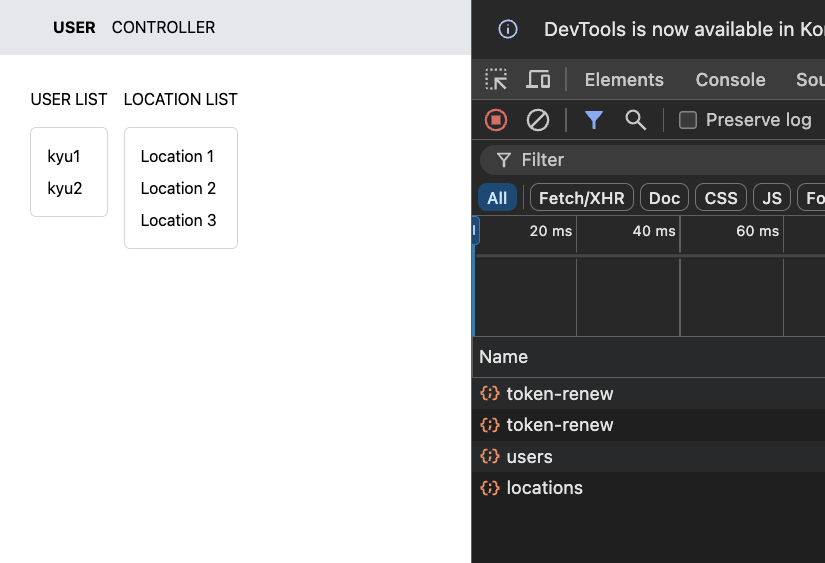 USER CONTROLLER
USER LIST LOCATION LIST
kyu1
kyu2
Location 1
Location 2
Location 3
DevTools is now available in Ko
Elements Console Sou
Preserve log
Filter
All Fetch/XHR Doc CSS JS Fo
20 ms 40 ms 60 ms
Name
token-renew
token-renew
users
locations